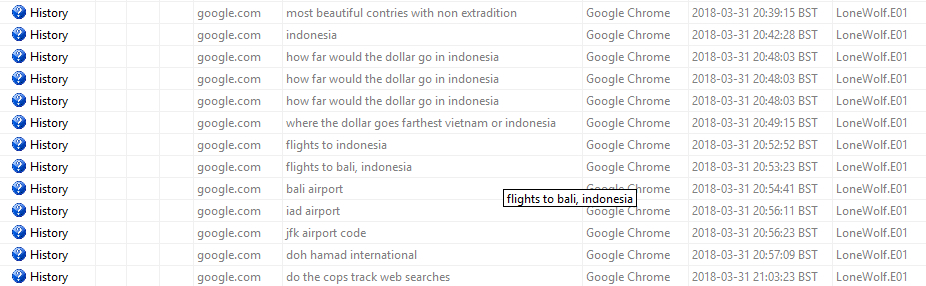 History google.com most beautiful contries with non extradition Google Chrome 2018-03-31 20:39:15 BST LoneWolf.E01
History google.com indonesia Google Chrome 2018-03-31 20:42:28 BST LoneWolf.E01
History google.com how far would the dollar go in indonesia Google Chrome 2018-03-31 20:48:03 BST LoneWolf.E01
History google.com how far would the dollar go in indonesia Google Chrome 2018-03-31 20:48:03 BST LoneWolf.E01
History google.com how far would the dollar go in indonesia Google Chrome 2018-03-31 20:48:03 BST LoneWolf.E01
History google.com where the dollar goes farthest vietnam or indonesia Google Chrome 2018-03-31 20:49:15 BST LoneWolf.E01
History google.com flights to indonesia Google Chrome 2018-03-31 20:52:52 BST LoneWolf.E01
History google.com flights to bali, indonesia Google Chrome 2018-03-31 20:53:23 BST LoneWolf.E01
History google.com bali airport Google Chrome 2018-03-31 20:54:41 BST LoneWolf.E01
flights to bali, indonesia
History google.com iad airport Google Chrome 2018-03-31 20:56:11 BST LoneWolf.E01
History google.com jfk airport code Google Chrome 2018-03-31 20:56:23 BST LoneWolf.E01
History google.com doh hamad international Google Chrome 2018-03-31 20:57:09 BST LoneWolf.E01
History google.com do the cops track web searches Google Chrome 2018-03-31 21:03:23 BST LoneWolf.E01